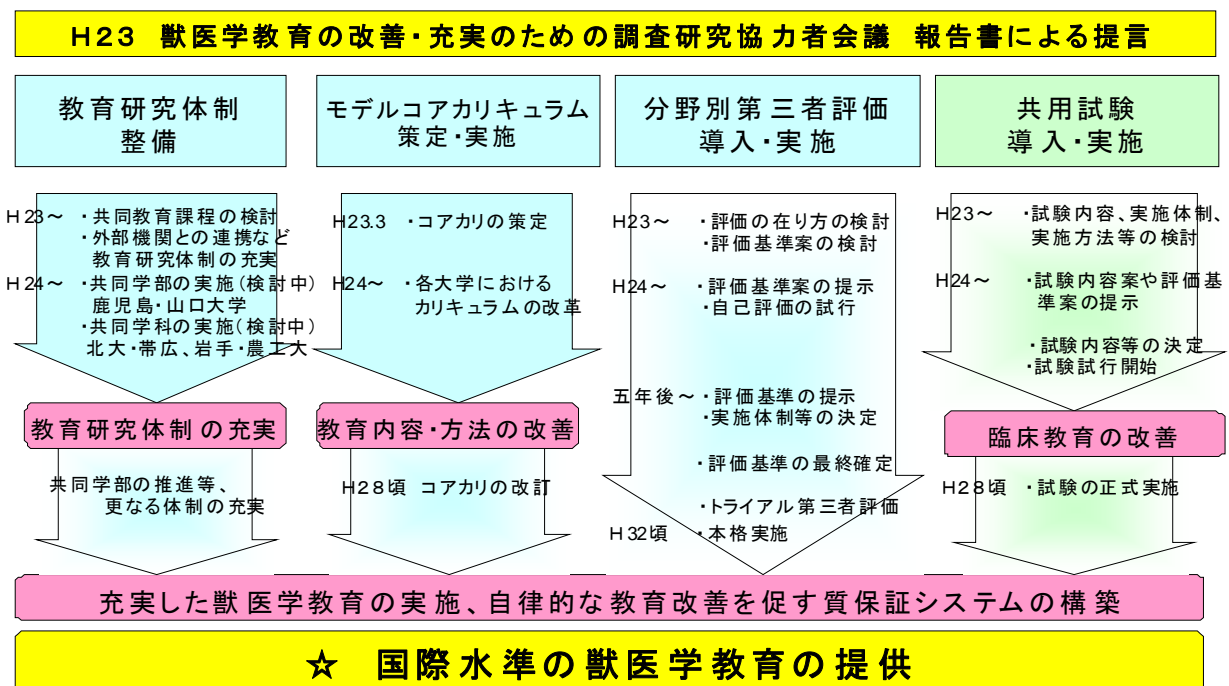 H23 獣医学教育の改善・充実のための調査研究協力者会議 報告書による提言
教育研究体制
整備
H23～ ・共同教育課程の検討
・外部機関との連携など
教育研究体制の充実
H24～ ・共同学部の実施(検討中)
鹿児島・山口大学
・共同学科の実施(検討中)
北大・帯広、岩手・農工大
教育研究体制の充実
共同学部の推進等、
更なる体制の充実
モデルコアカリキュラム
策定・実施
H23.3 ・コアカリの策定
H24～ ・各大学における
カリキュラムの改革
教育内容・方法の改善
H28頃 コアカリの改訂
分野別第三者評価
導入・実施
H23～ ・評価の在り方の検討
・評価基準案の検討
H24～ ・評価基準案の提示
・自己評価の試行
五年後～ ・評価基準の提示
・実施体制等の決定
・評価基準の最終確定
・トライアル第三者評価
H32頃 ・本格実施
共用試験
導入・実施
H23～ ・試験内容、実施体制、
実施方法等の検討
H24～ ・試験内容案や評価基
準案の提示
・試験内容等の決定
・試験試行開始
臨床教育の改善
H28頃 ・試験の正式実施
充実した獣医学教育の実施、自律的な教育改善を促す質保証システムの構築
☆ 国際水準の獣医学教育の提供